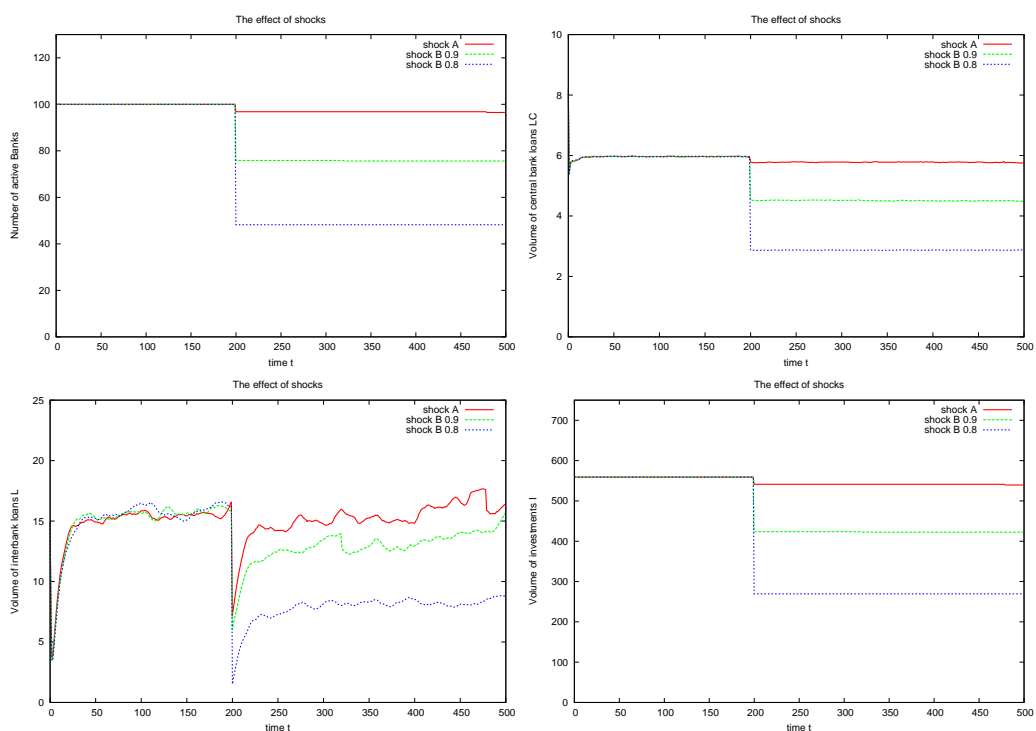 The effect of shocks
120
100
80
60
40
20
0
Number of active Banks
shock A
shock B 0.9
shock B 0.8
0 50 100 150 200 250 300 350 400 450 500
time t
The effect of shocks
10
8
6
4
2
0
Volume of central bank loans LC
shock A
shock B 0.9
shock B 0.8
0 50 100 150 200 250 300 350 400 450 500
time t
The effect of shocks
25
20
15
10
5
0
Volume of interbank loans L
shock A
shock B 0.9
shock B 0.8
0 50 100 150 200 250 300 350 400 450 500
time t
The effect of shocks
700
600
500
400
300
200
100
0
Volume of investments I
shock A
shock B 0.9
shock B 0.8
0 50 100 150 200 250 300 350 400 450 500
time t